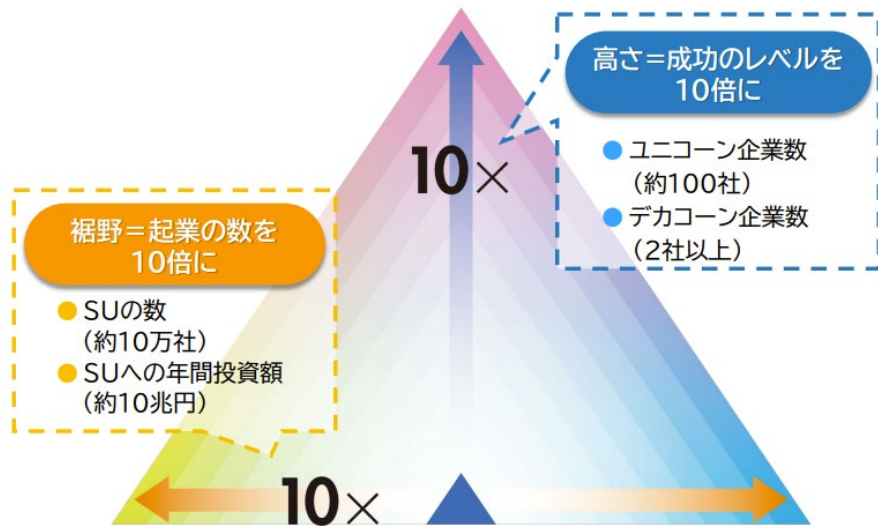 高さ=成功のレベルを
10倍に
● ユニコーン企業数
(約100社)
● デカコーン企業数
(2社以上)
10×
裾野=起業の数を
10倍に
● SUの数
(約10万社)
● SUへの年間投資額
(約10兆円)
10×